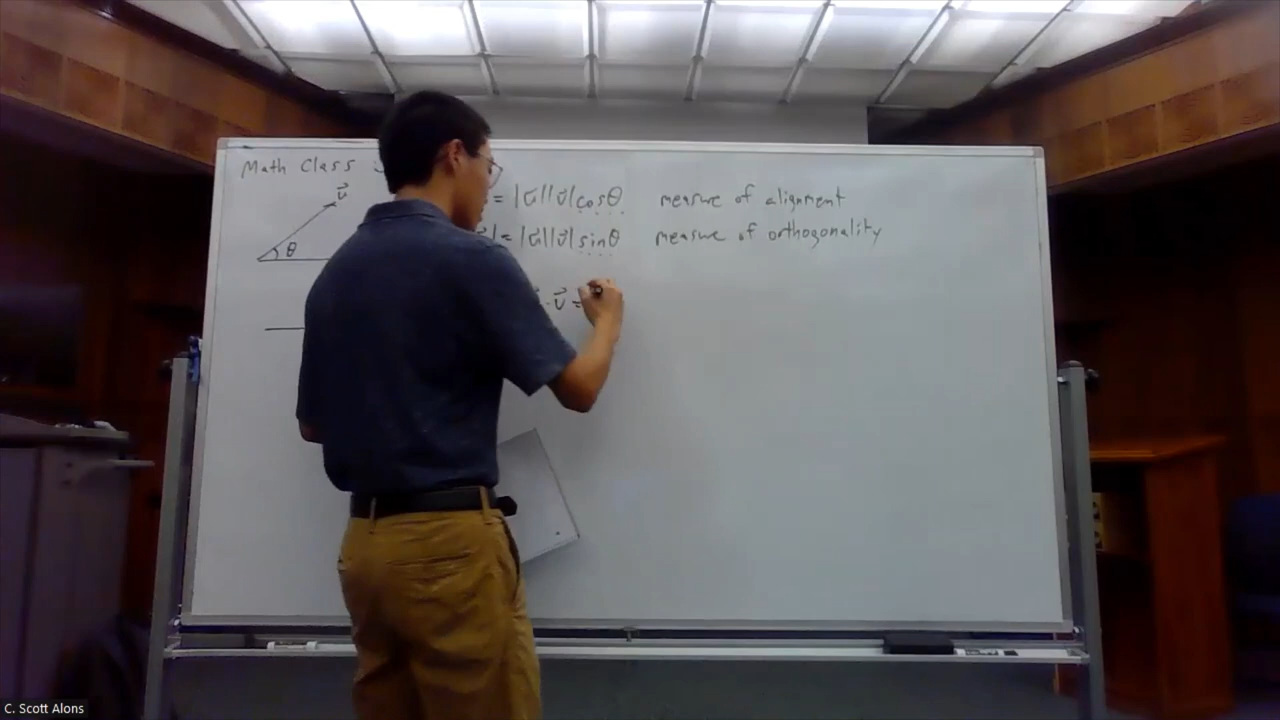 Math Class
u⃗
= |u⃗||v⃗|cosθ measure of alignment
θ
| = |u⃗||v⃗|sinθ measure of orthogonality
· v⃗ =
C. Scott Alons